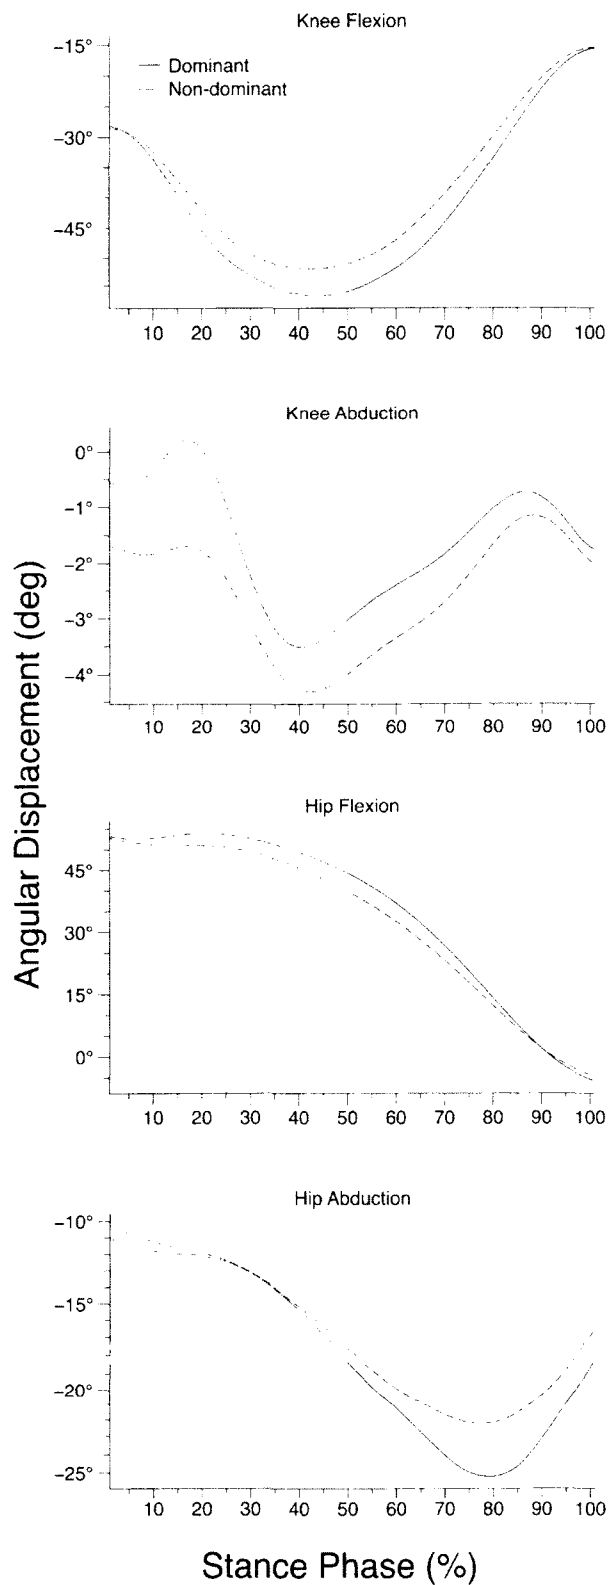 Knee Flexion
−15°
−30°
−45°
Dominant
Non-dominant
10 20 30 40 50 60 70 80 90 100
Knee Abduction
0°
−1°
−2°
−3°
−4°
10 20 30 40 50 60 70 80 90 100
Angular Displacement (deg)
Hip Flexion
45°
30°
15°
0°
10 20 30 40 50 60 70 80 90 100
Hip Abduction
−10°
−15°
−20°
−25°
10 20 30 40 50 60 70 80 90 100
Stance Phase (%)